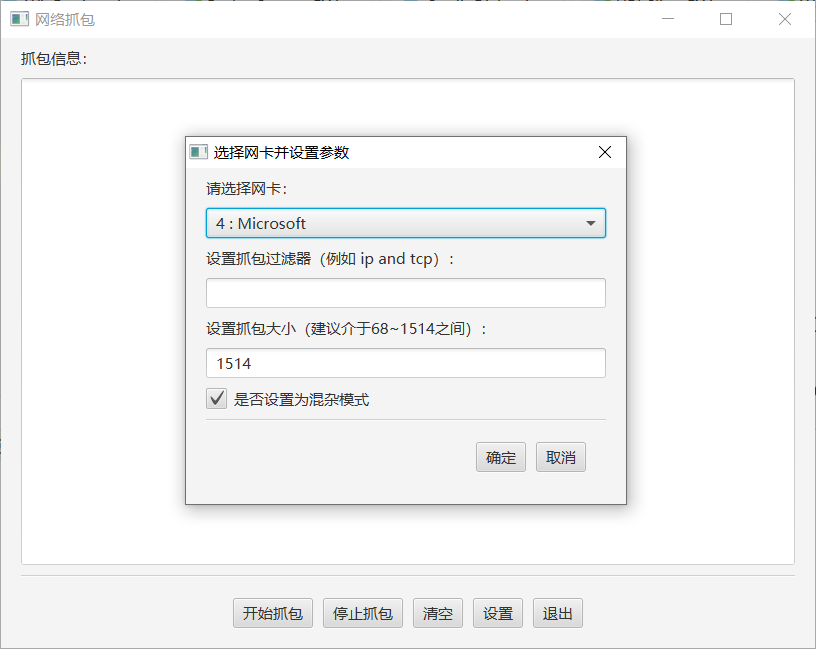 网络抓包
抓包信息：
选择网卡并设置参数
请选择网卡：
4 : Microsoft
设置抓包过滤器（例如 ip and tcp）：
设置抓包大小（建议介于68~1514之间）：
1514
是否设置为混杂模式
确定 取消
开始抓包 停止抓包 清空 设置 退出